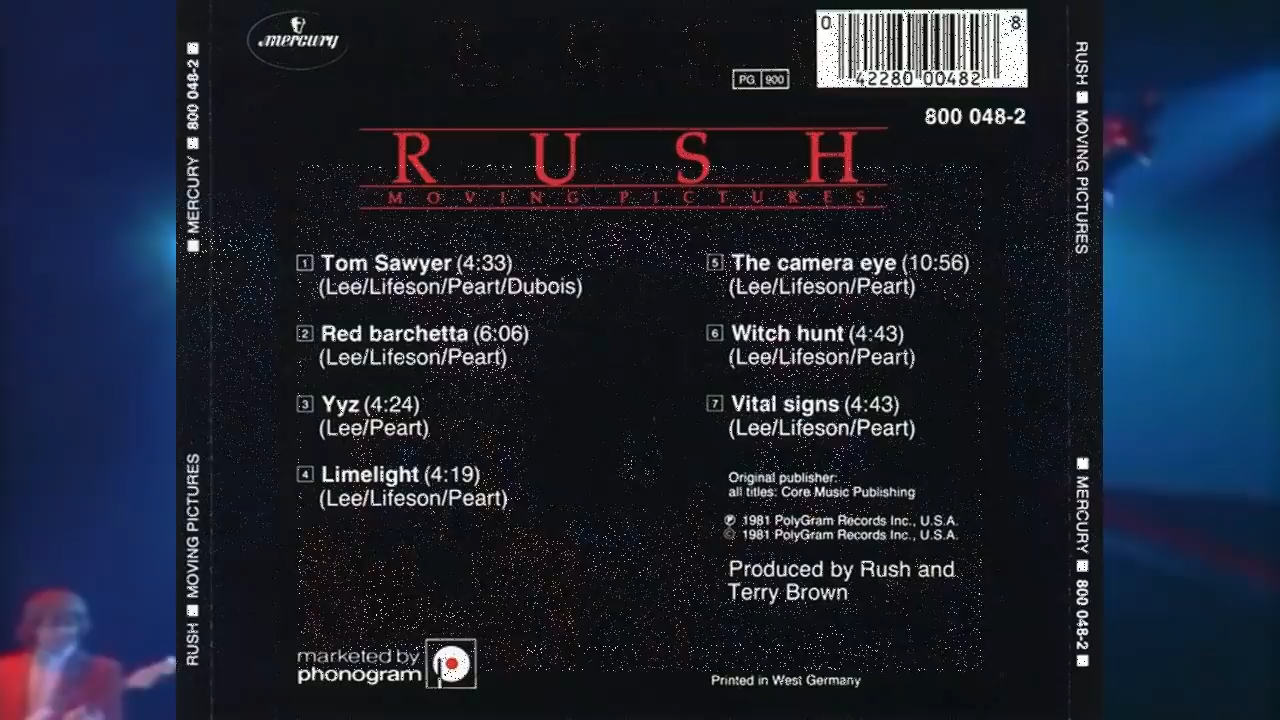 mercury
0 8
42280 00482
PG 900
800 048-2
RUSH
MOVING PICTURES
1 Tom Sawyer (4:33)
(Lee/Lifeson/Peart/Dubois)
2 Red barchetta (6:06)
(Lee/Lifeson/Peart)
3 Yyz (4:24)
(Lee/Peart)
4 Limelight (4:19)
(Lee/Lifeson/Peart)
5 The camera eye (10:56)
(Lee/Lifeson/Peart)
6 Witch hunt (4:43)
(Lee/Lifeson/Peart)
7 Vital signs (4:43)
(Lee/Lifeson/Peart)
Original publisher:
all titles: Core Music Publishing
℗ 1981 PolyGram Records Inc., U.S.A.
© 1981 PolyGram Records Inc., U.S.A.
Produced by Rush and
Terry Brown
marketed by
phonogram
Printed in West Germany
RUSH ■ MOVING PICTURES ■ MERCURY ■ 800 048-2 ■
RUSH ■ MOVING PICTURES ■ MERCURY ■ 800 048-2 ■